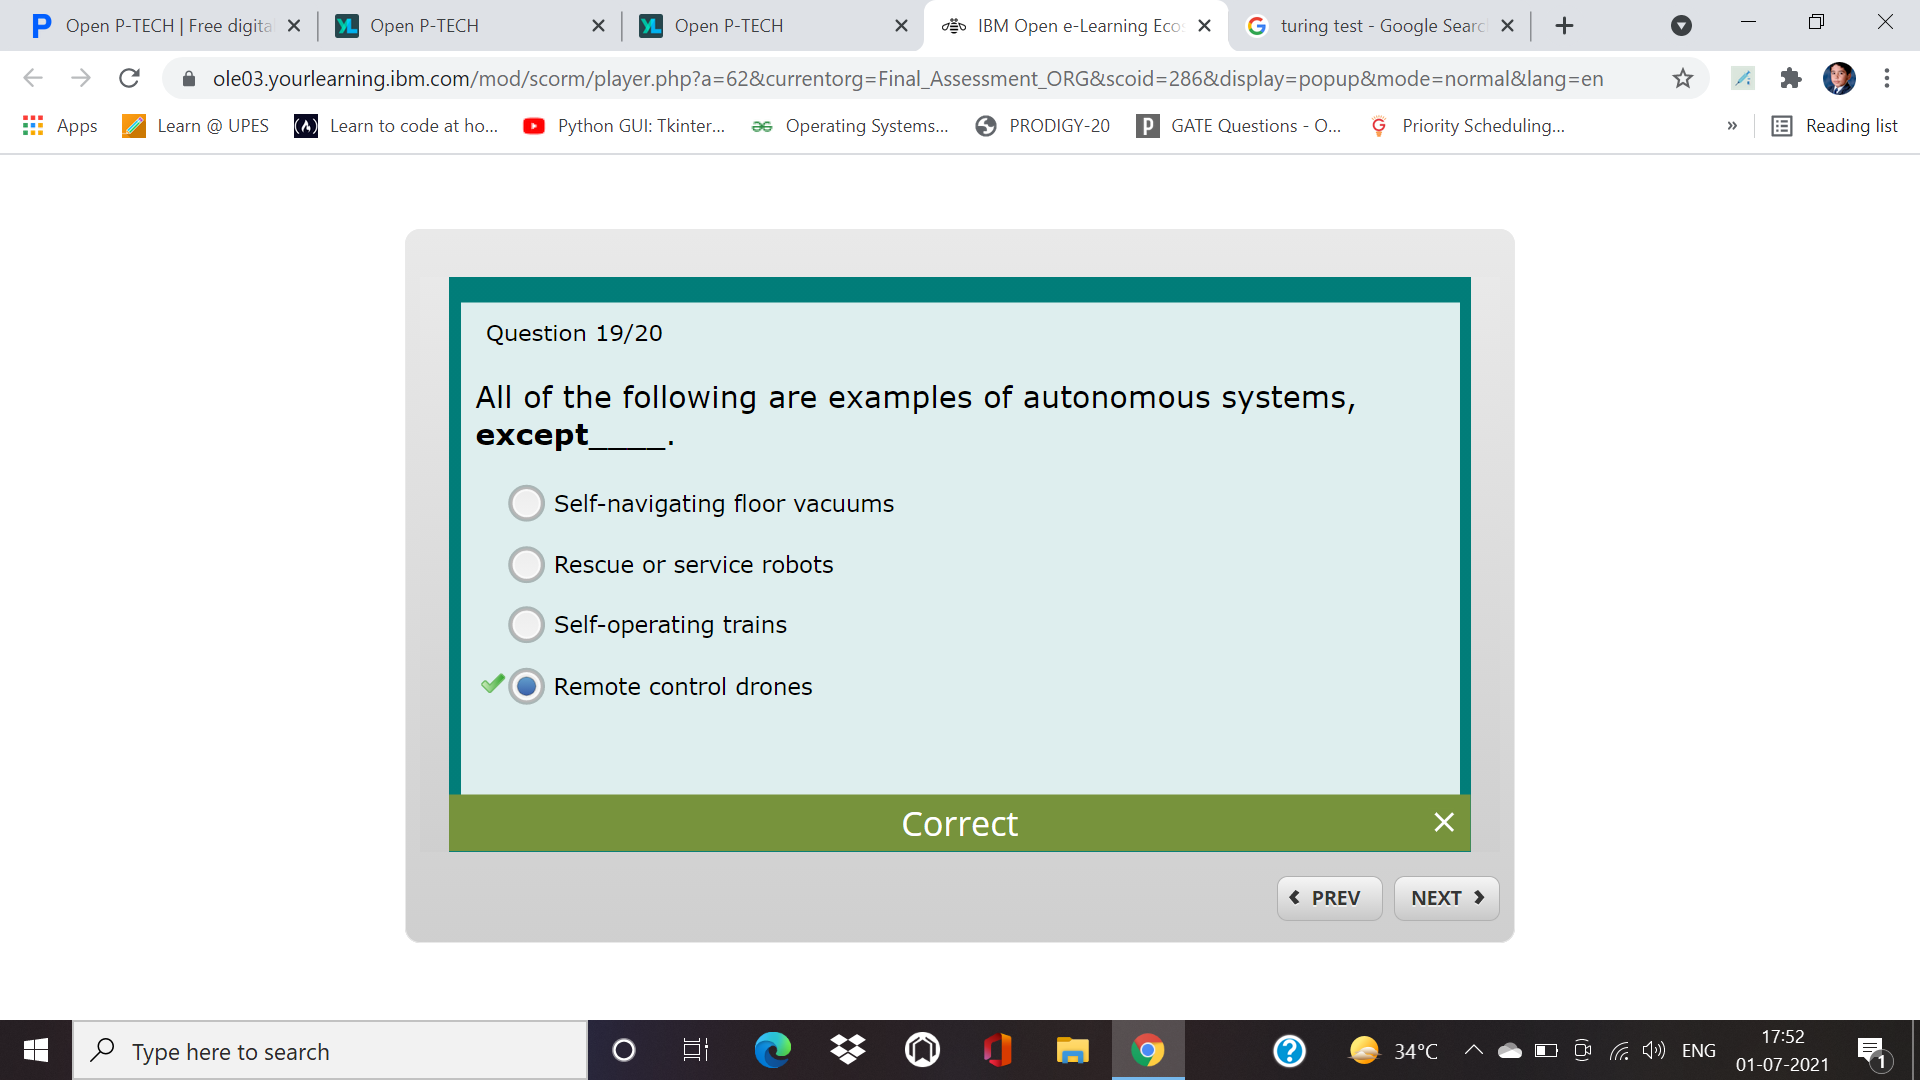 Open P-TECH | Free digita
Open P-TECH
Open P-TECH
IBM Open e-Learning Ecos
turing test - Google Searc
ole03.yourlearning.ibm.com/mod/scorm/player.php?a=62&currentorg=Final_Assessment_ORG&scoid=286&display=popup&mode=normal&lang=en
Apps
Learn @ UPES
Learn to code at ho...
Python GUI: Tkinter...
Operating Systems...
PRODIGY-20
GATE Questions - O...
Priority Scheduling...
»
Reading list
Question 19/20
All of the following are examples of autonomous systems,
except____.
Self-navigating floor vacuums
Rescue or service robots
Self-operating trains
Remote control drones
Correct
PREV
NEXT
Type here to search
34°C
ENG
17:52
01-07-2021
1